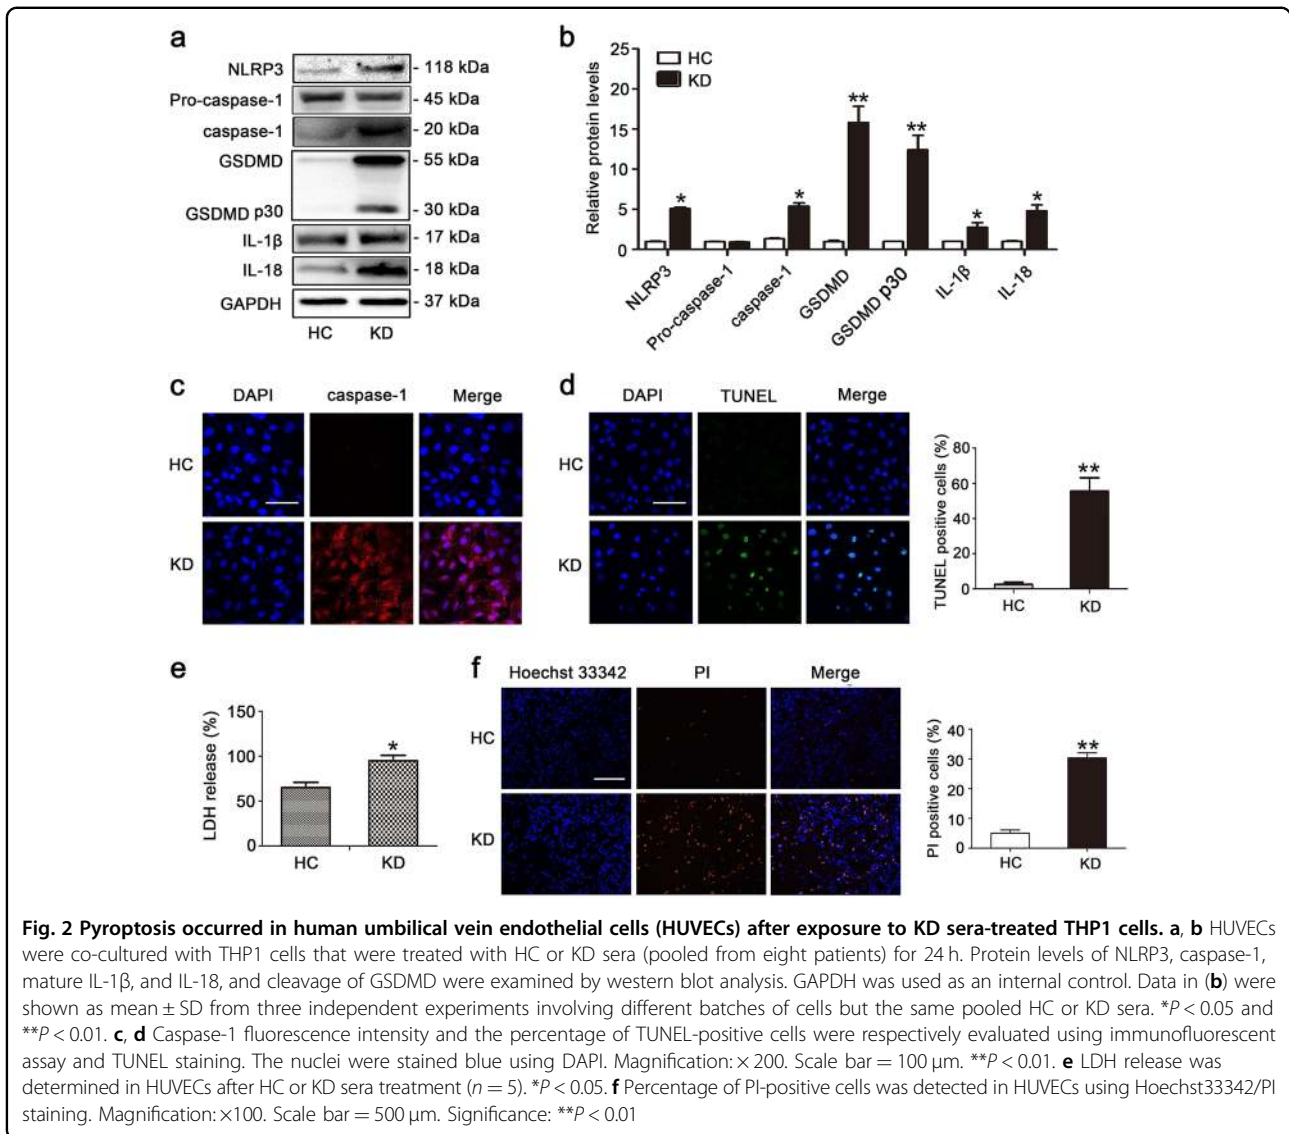 a
NLRP3 - 118 kDa
Pro-caspase-1 - 45 kDa
caspase-1 - 20 kDa
GSDMD - 55 kDa
GSDMD p30 - 30 kDa
IL-1β - 17 kDa
IL-18 - 18 kDa
GAPDH - 37 kDa
HC KD
b
Relative protein levels
25
20
15
10
5
0
HC
KD
*
*
**
**
*
*
NLRP3
Pro-caspase-1
caspase-1
GSDMD
GSDMD p30
IL-1β
IL-18
c
DAPI caspase-1 Merge
HC
KD
d
DAPI TUNEL Merge
HC
KD
TUNEL positive cells (%)
80
60
40
20
0
**
HC KD
e
LDH release (%)
150
100
50
0
*
HC KD
f
Hoechst 33342 PI Merge
HC
KD
PI positive cells (%)
40
30
20
10
0
**
HC KD
Fig. 2 Pyroptosis occurred in human umbilical vein endothelial cells (HUVECs) after exposure to KD sera-treated THP1 cells. a, b HUVECs
were co-cultured with THP1 cells that were treated with HC or KD sera (pooled from eight patients) for 24 h. Protein levels of NLRP3, caspase-1,
mature IL-1β, and IL-18, and cleavage of GSDMD were examined by western blot analysis. GAPDH was used as an internal control. Data in (b) were
shown as mean ± SD from three independent experiments involving different batches of cells but the same pooled HC or KD sera. *P < 0.05 and
**P < 0.01. c, d Caspase-1 fluorescence intensity and the percentage of TUNEL-positive cells were respectively evaluated using immunofluorescent
assay and TUNEL staining. The nuclei were stained blue using DAPI. Magnification: × 200. Scale bar = 100 μm. **P < 0.01. e LDH release was
determined in HUVECs after HC or KD sera treatment (n = 5). *P < 0.05. f Percentage of PI-positive cells was detected in HUVECs using Hoechst33342/PI
staining. Magnification: ×100. Scale bar = 500 μm. Significance: **P < 0.01